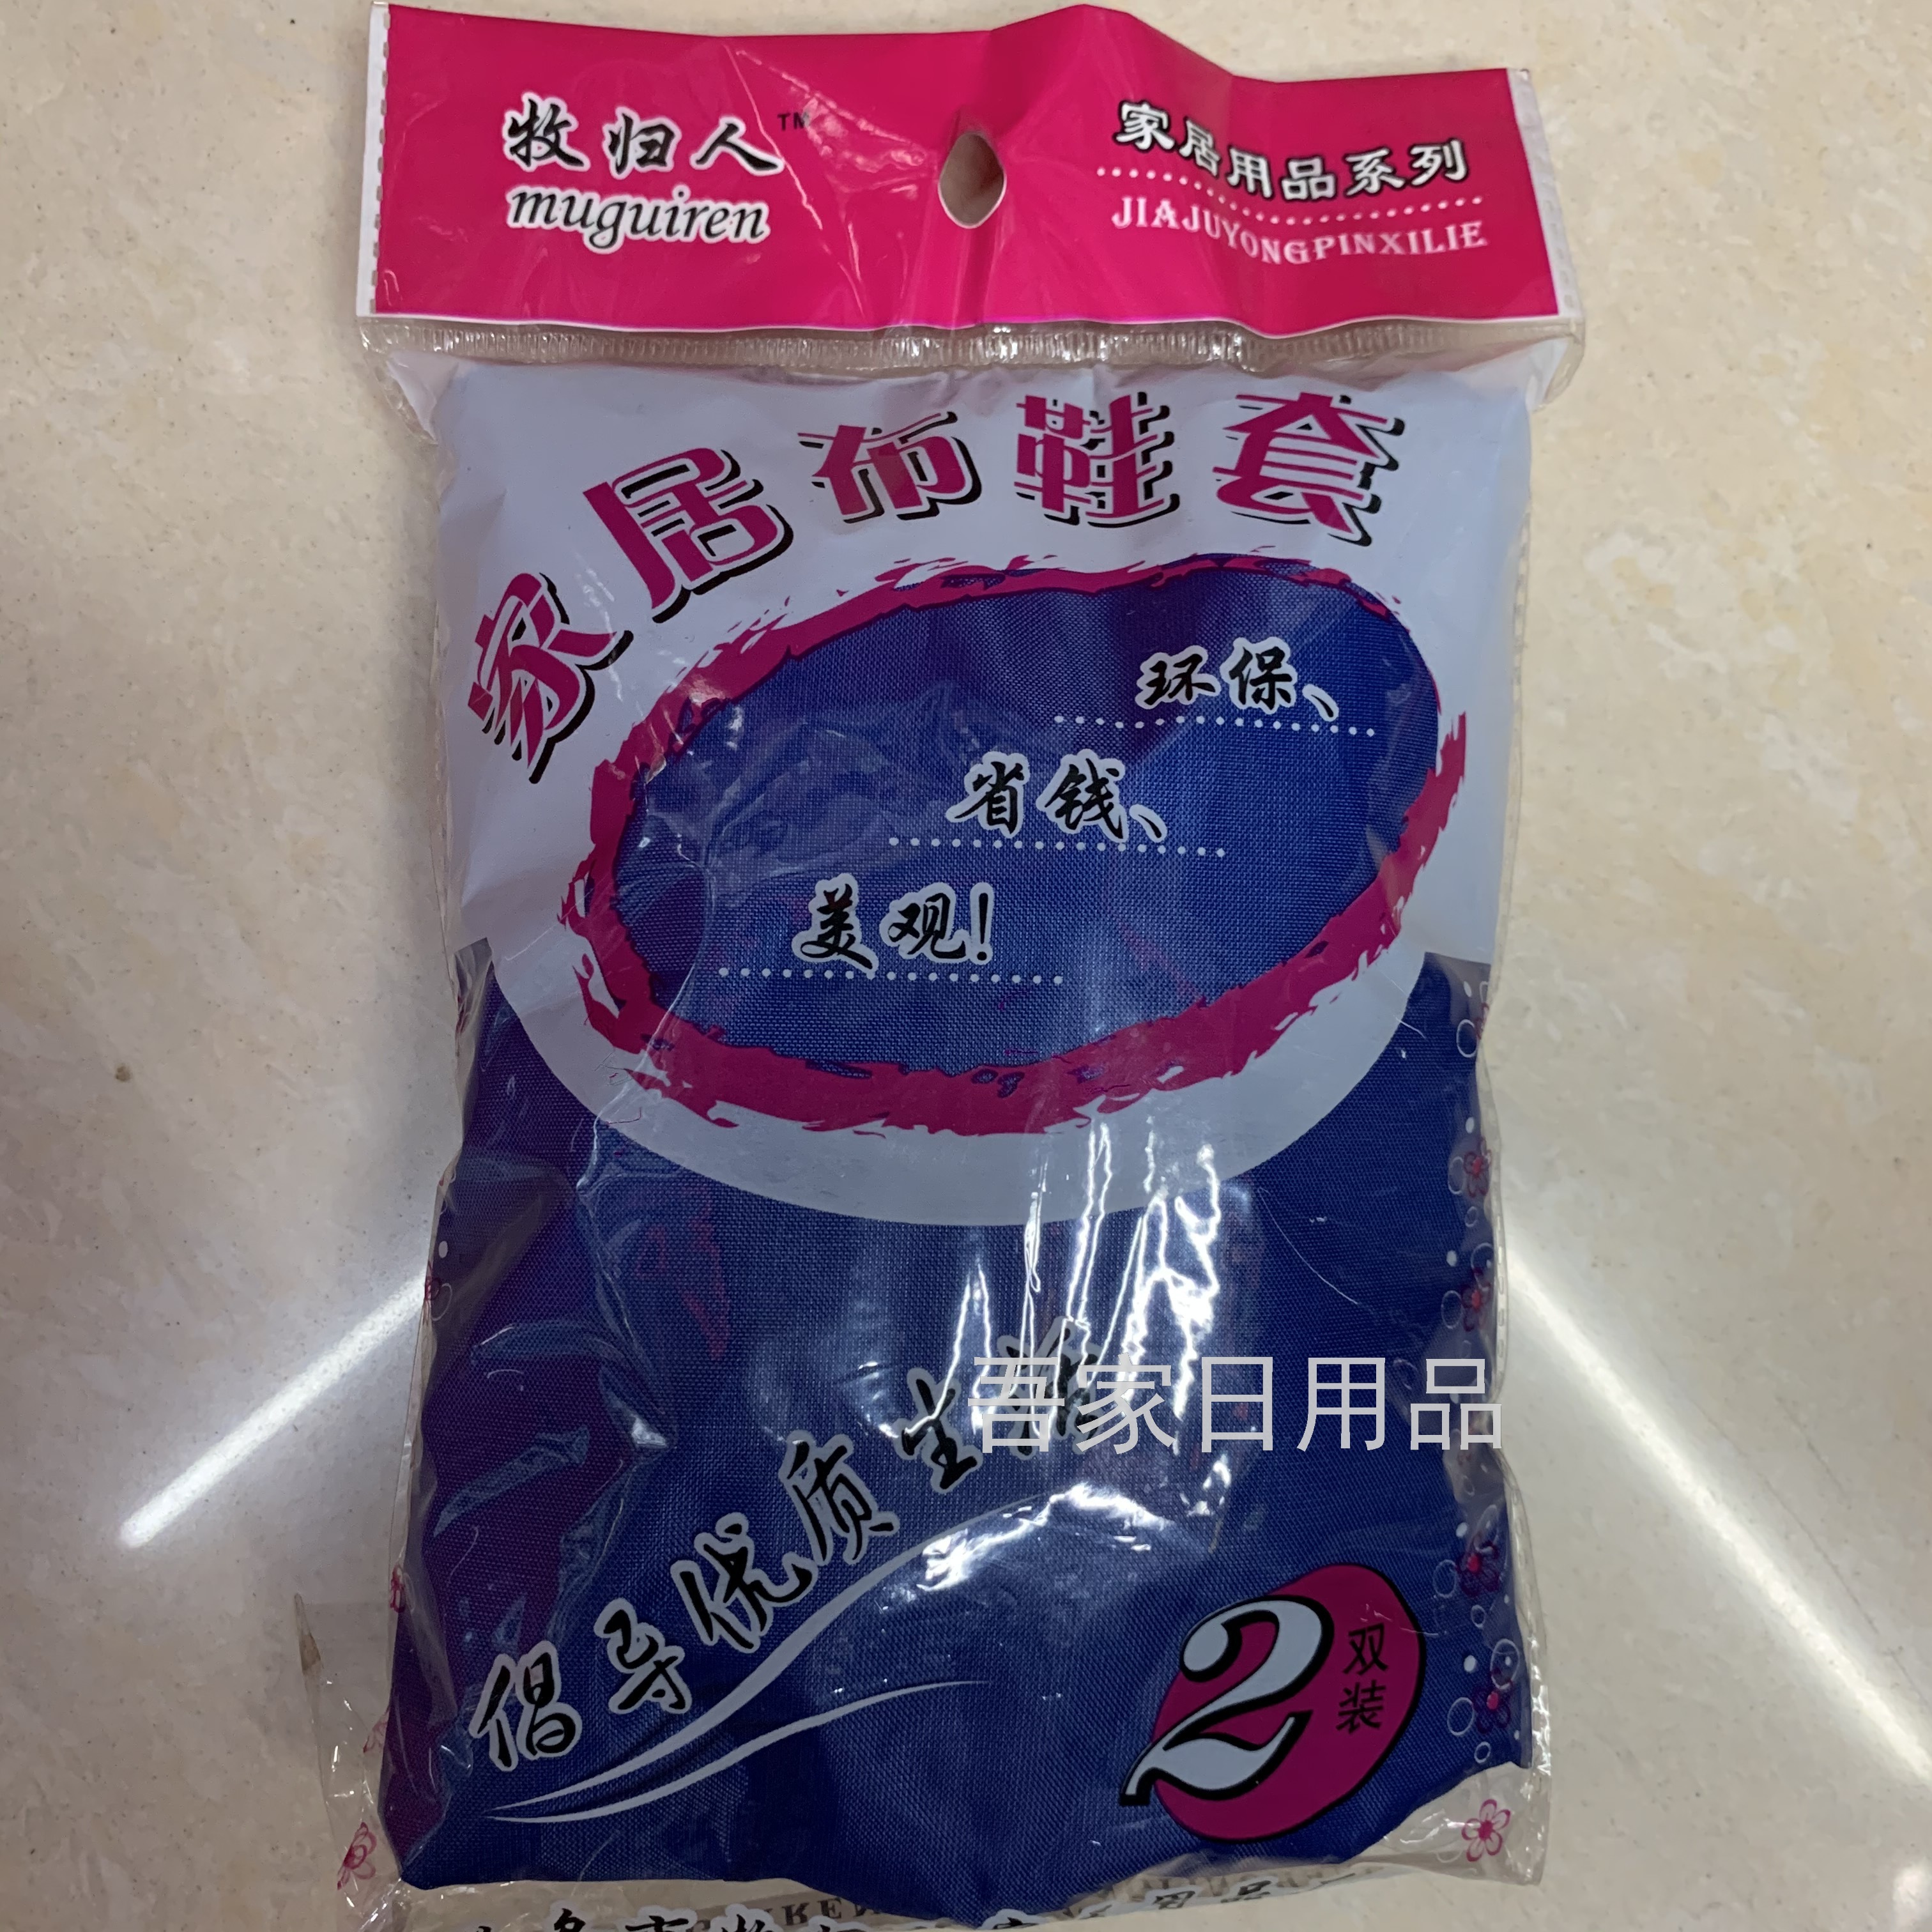 牧归人™
muguiren
家居用品系列
JIAJUYONGPINXILIE
家居布鞋套
环保、
省钱、
美观!
吾家日用品
倡导优质生活
2双装